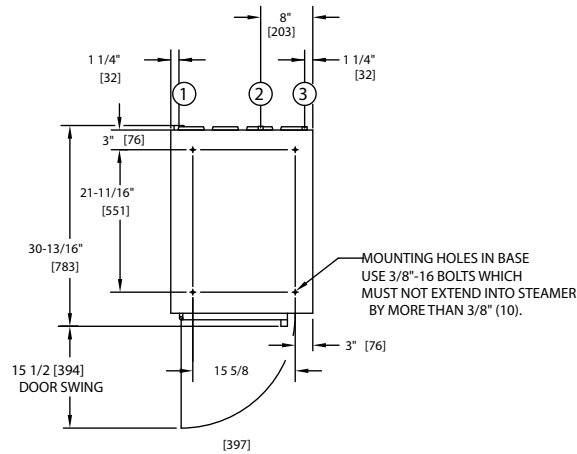 8"
[203]
1 1/4"
[32]
1 1/4"
[32]
1
2
3
3" [76]
21-11/16"
[551]
30-13/16"
[783]
MOUNTING HOLES IN BASE
USE 3/8"-16 BOLTS WHICH
MUST NOT EXTEND INTO STEAMER
BY MORE THAN 3/8" (10).
3" [76]
15 1/2 [394]
DOOR SWING
15 5/8
[397]